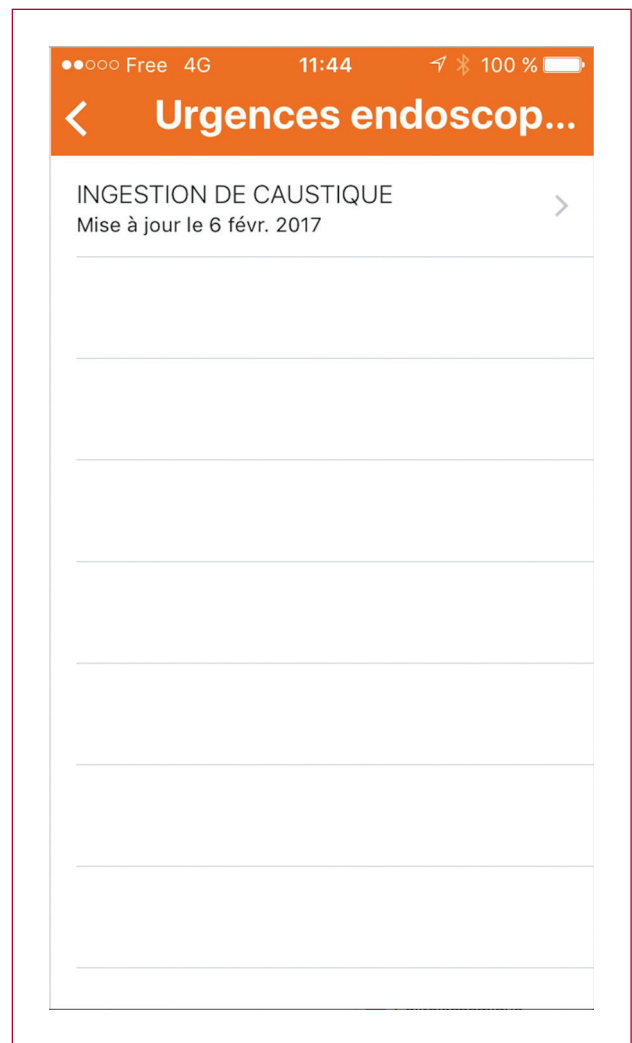 Free 4G 11:44 100 %
Urgences endoscop...
INGESTION DE CAUSTIQUE
Mise à jour le 6 févr. 2017